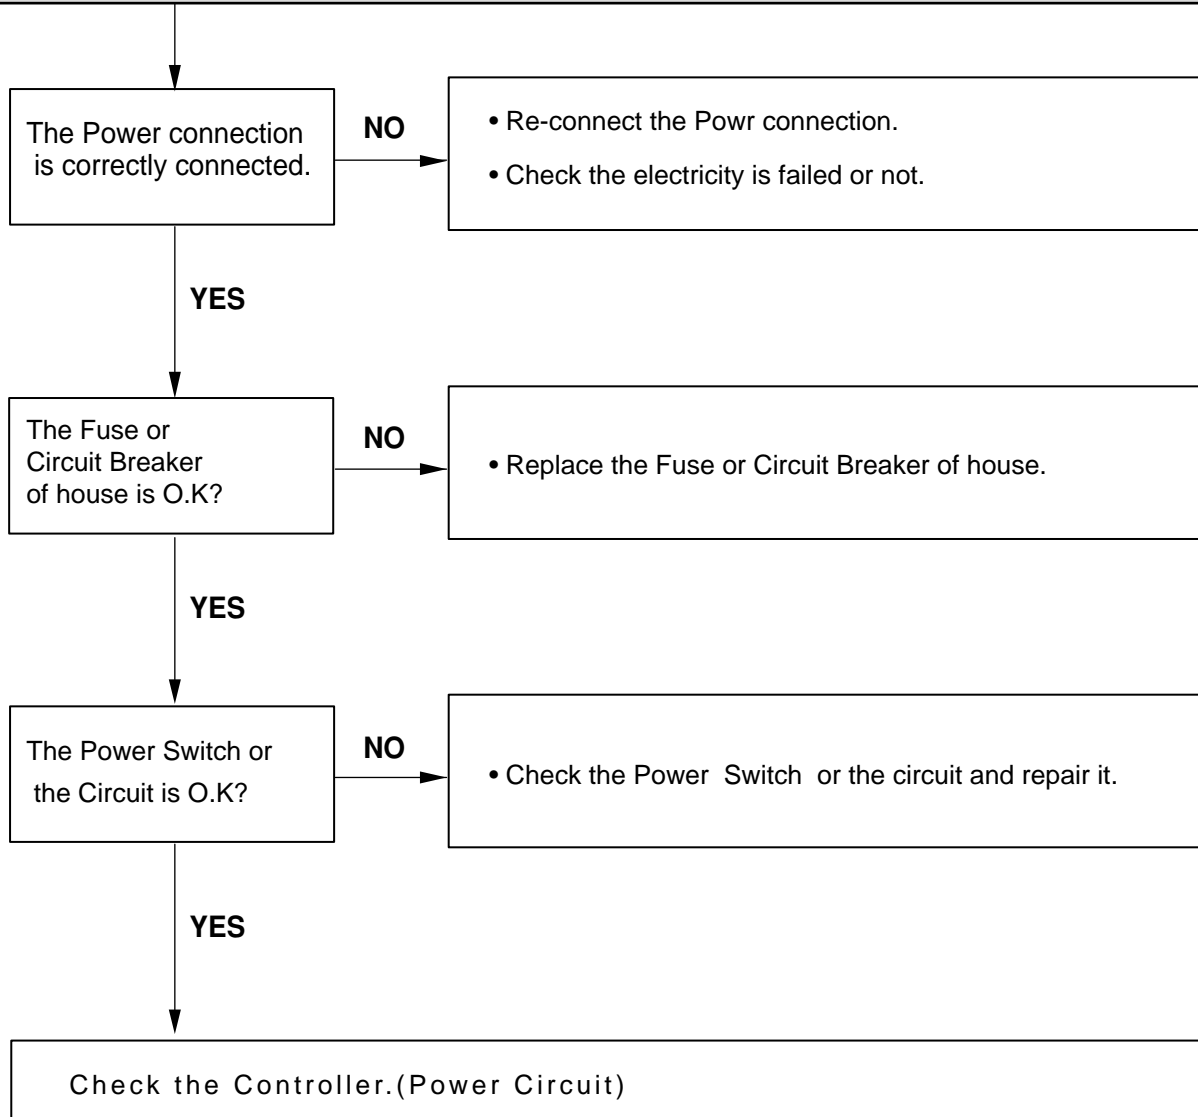 The Power connection
is correctly connected.
NO
• Re-connect the Powr connection.
• Check the electricity is failed or not.
YES
The Fuse or
Circuit Breaker
of house is O.K?
NO
• Replace the Fuse or Circuit Breaker of house.
YES
The Power Switch or
the Circuit is O.K?
NO
• Check the Power Switch or the circuit and repair it.
YES
Check the Controller.(Power Circuit)